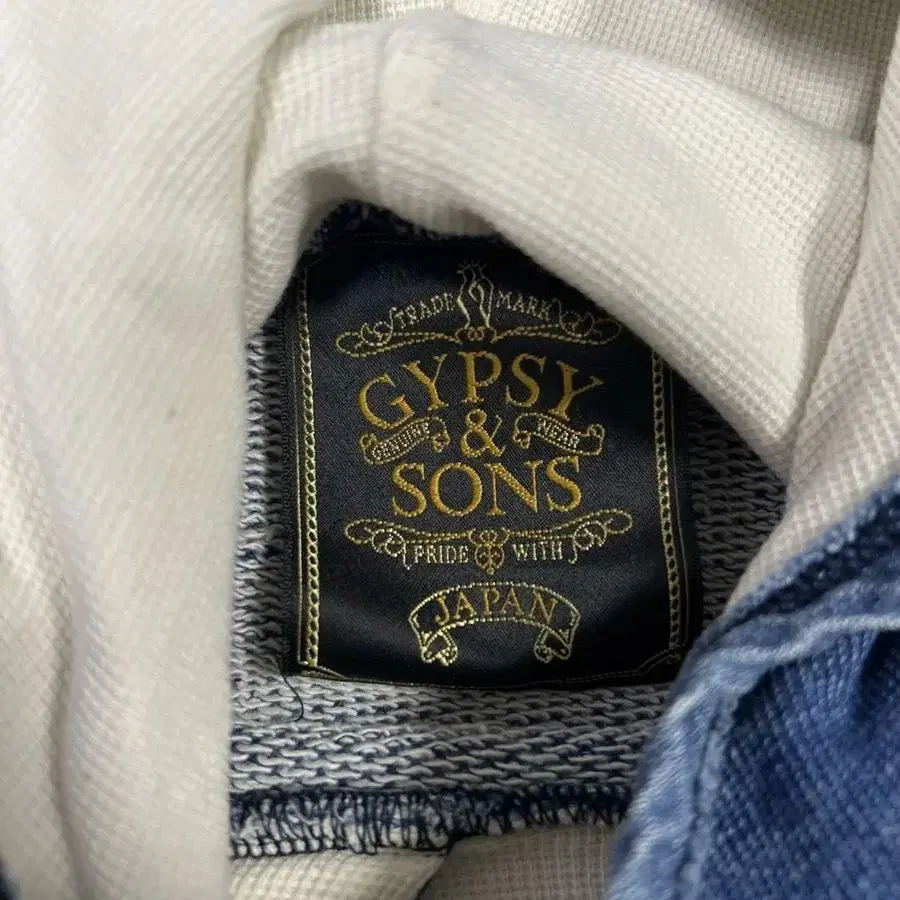 TRADE MARK
GYPSY
GENUINE & WEAR
SONS
PRIDE WITH
JAPAN